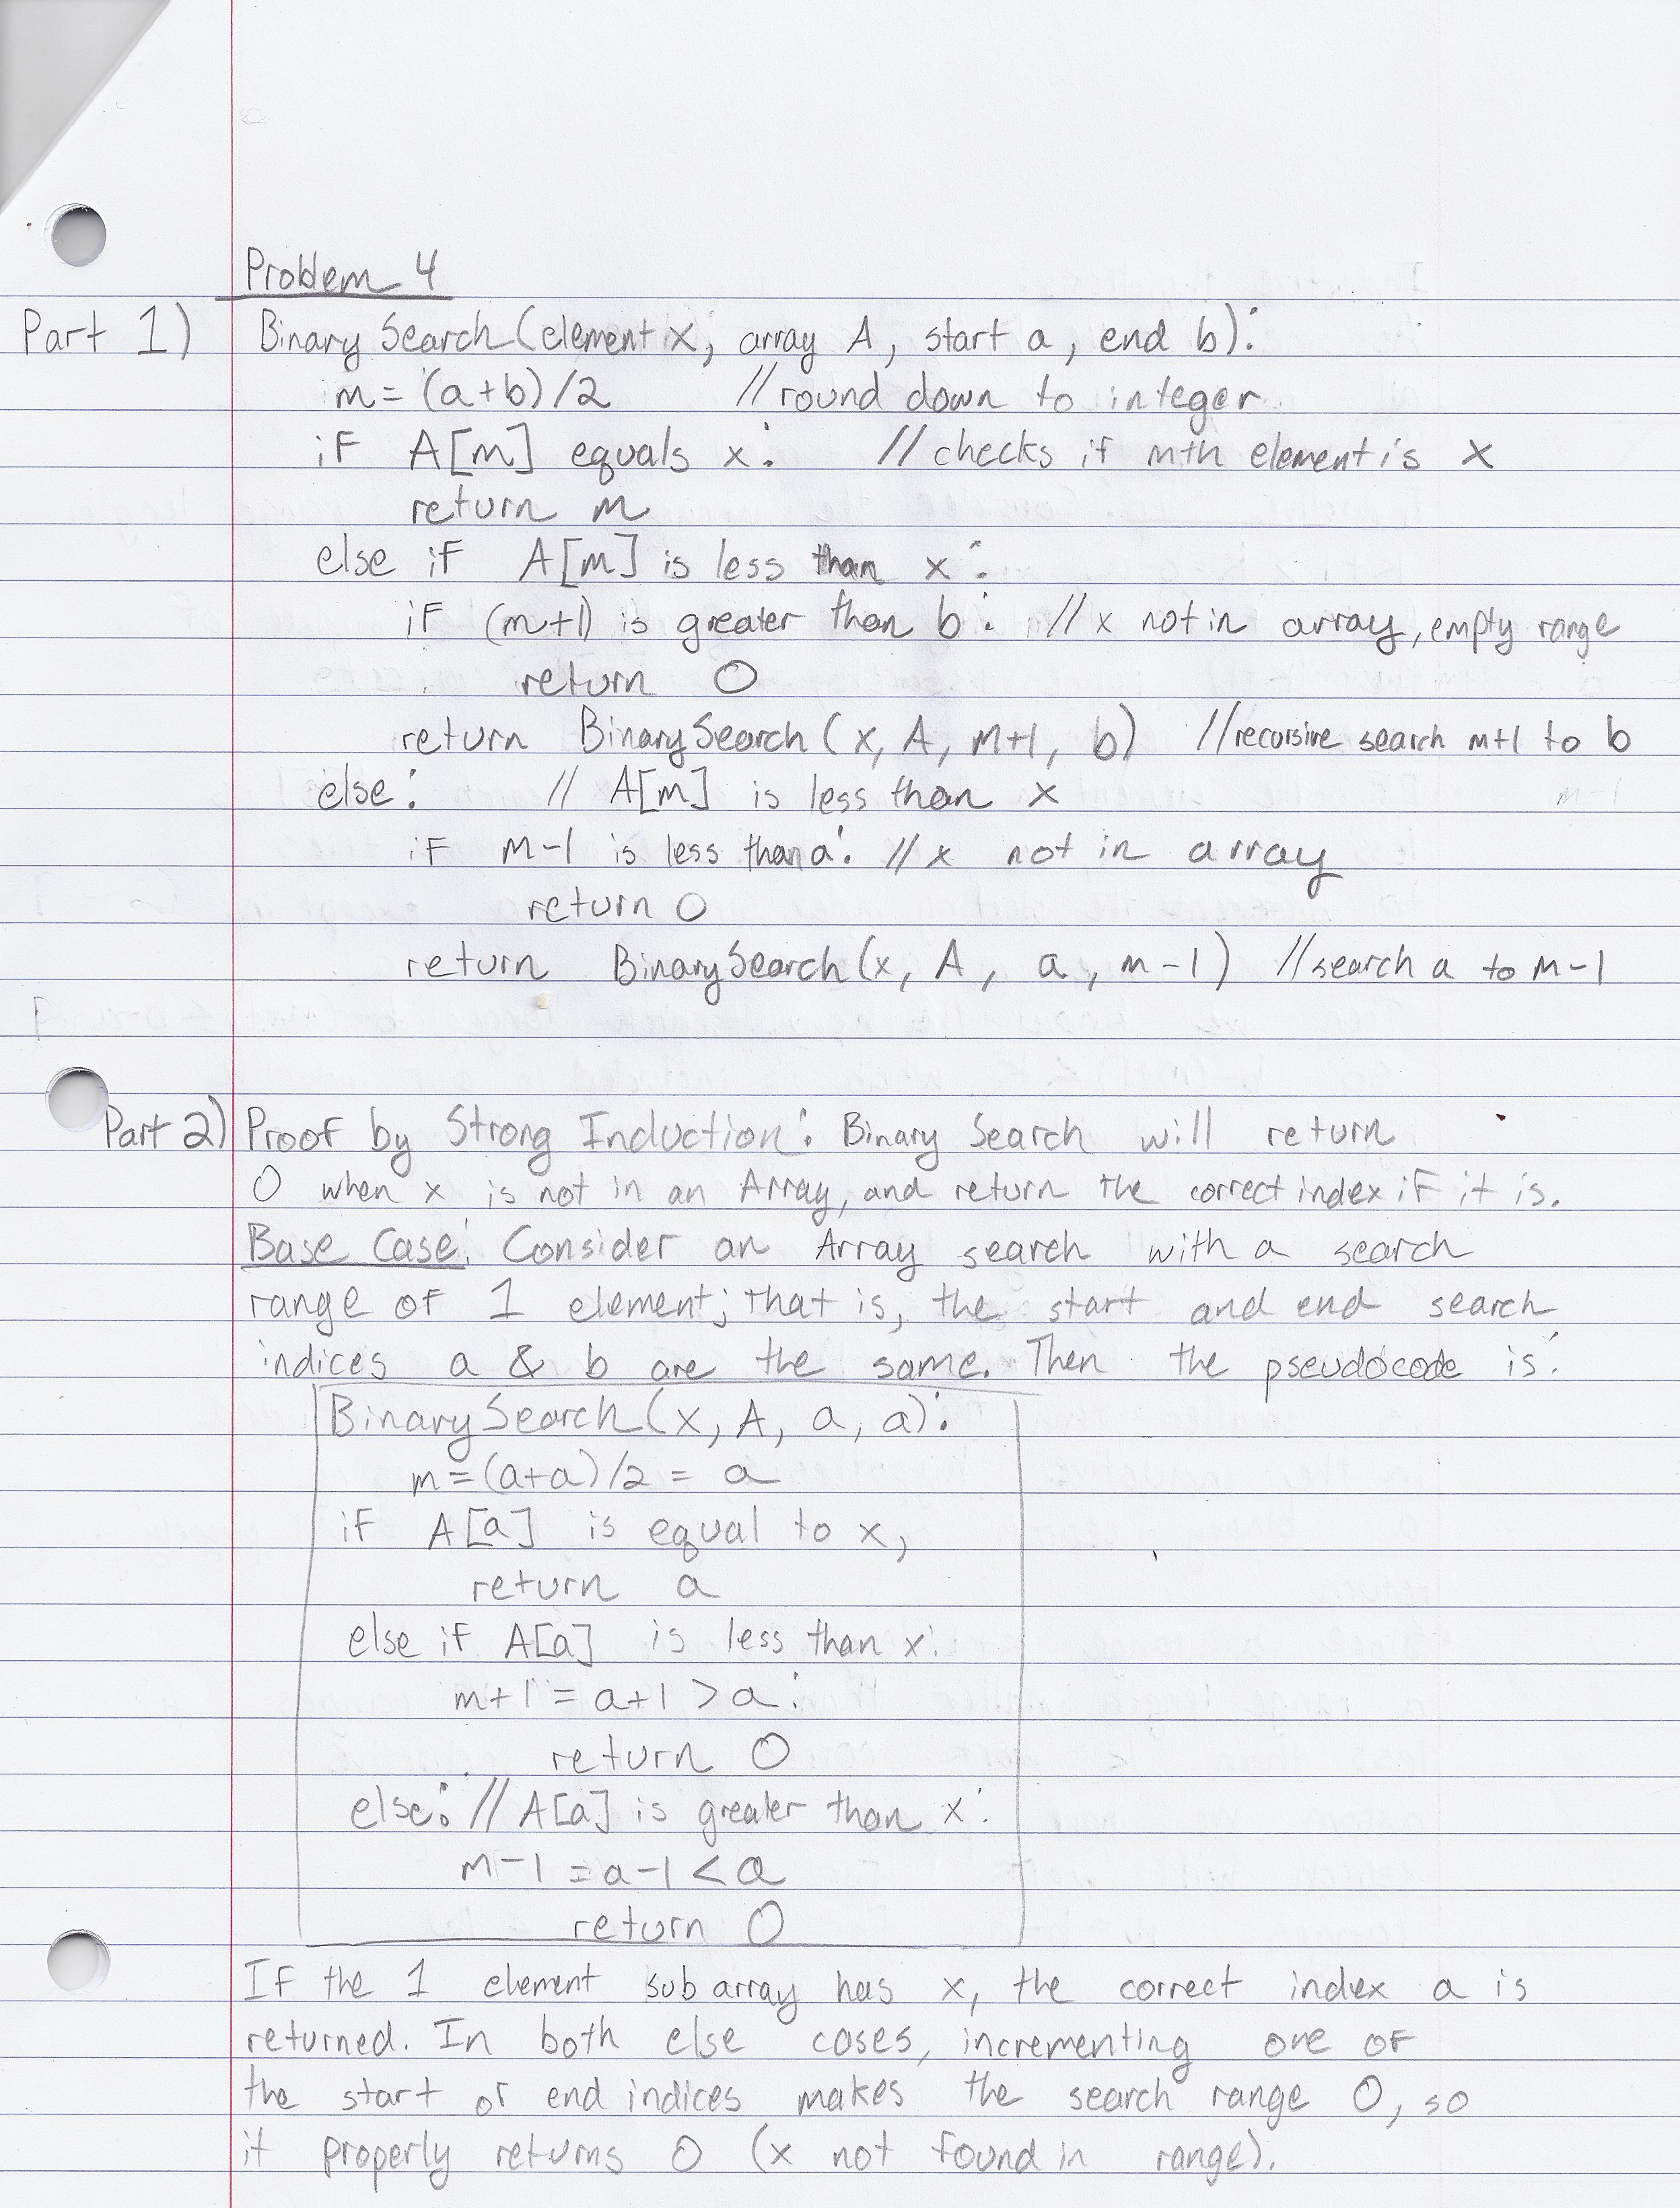 Problem 4
Part 1) Binary Search (element x, array A, start a, end b):
m = (a+b)/2 //round down to integer
if A[m] equals x: // checks if mth element is x
return m
else if A[m] is less than x:
if (m+1) is greater than b: //x not in array, empty range
return 0
return BinarySearch (x, A, m+1, b) //recursive search m+1 to b
else: // A[m] is less than x
if m-1 is less than a: //x not in array
return 0
return BinarySearch(x, A, a, m-1) //search a to m-1
Part 2) Proof by Strong Induction: Binary Search will return
0 when x is not in an Array, and return the correct index if it is.
Base Case: Consider an Array search with a search
range of 1 element; that is, the start and end search
indices a & b are the same. Then the pseudocode is:
BinarySearch(x, A, a, a):
m=(a+a)/2 = a
if A[a] is equal to x,
return a
else if A[a] is less than x:
m+1 = a+1 > a:
return 0
else: // A[a] is greater than x:
m-1 = a-1 < a
return 0
If the 1 element subarray has x, the correct index a is
returned. In both else cases, incrementing one of
the start or end indices makes the search range 0, so
it properly returns 0 (x not found in range).